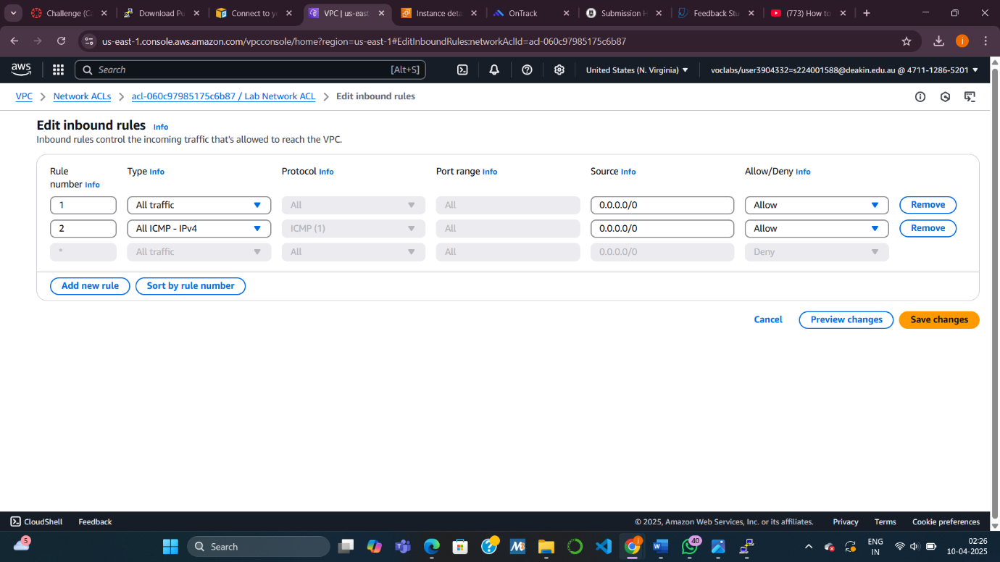 Challenge (Ca
Download Pu
Connect to yo
VPC | us-east
Instance deta
OnTrack
Submission H
Feedback Stu
(773) How to
us-east-1.console.aws.amazon.com/vpcconsole/home?region=us-east-1#EditInboundRules:networkAclId=acl-060c97985175c6b87
j
aws
Search
[Alt+S]
United States (N. Virginia)
voclabs/user3904332=s224001588@deakin.edu.au @ 4711-1286-5201
VPC > Network ACLs > acl-060c97985175c6b87 / Lab Network ACL > Edit inbound rules
Edit inbound rules Info
Inbound rules control the incoming traffic that's allowed to reach the VPC.
Rule number Info
Type Info
Protocol Info
Port range Info
Source Info
Allow/Deny Info
1 All traffic All All 0.0.0.0/0 Allow Remove
2 All ICMP - IPv4 ICMP (1) All 0.0.0.0/0 Allow Remove
* All traffic All All 0.0.0.0/0 Deny
Add new rule Sort by rule number
Cancel Preview changes Save changes
CloudShell Feedback © 2025, Amazon Web Services, Inc. or its affiliates. Privacy Terms Cookie preferences
5
Search
40
ENG
IN
02:26
10-04-2025